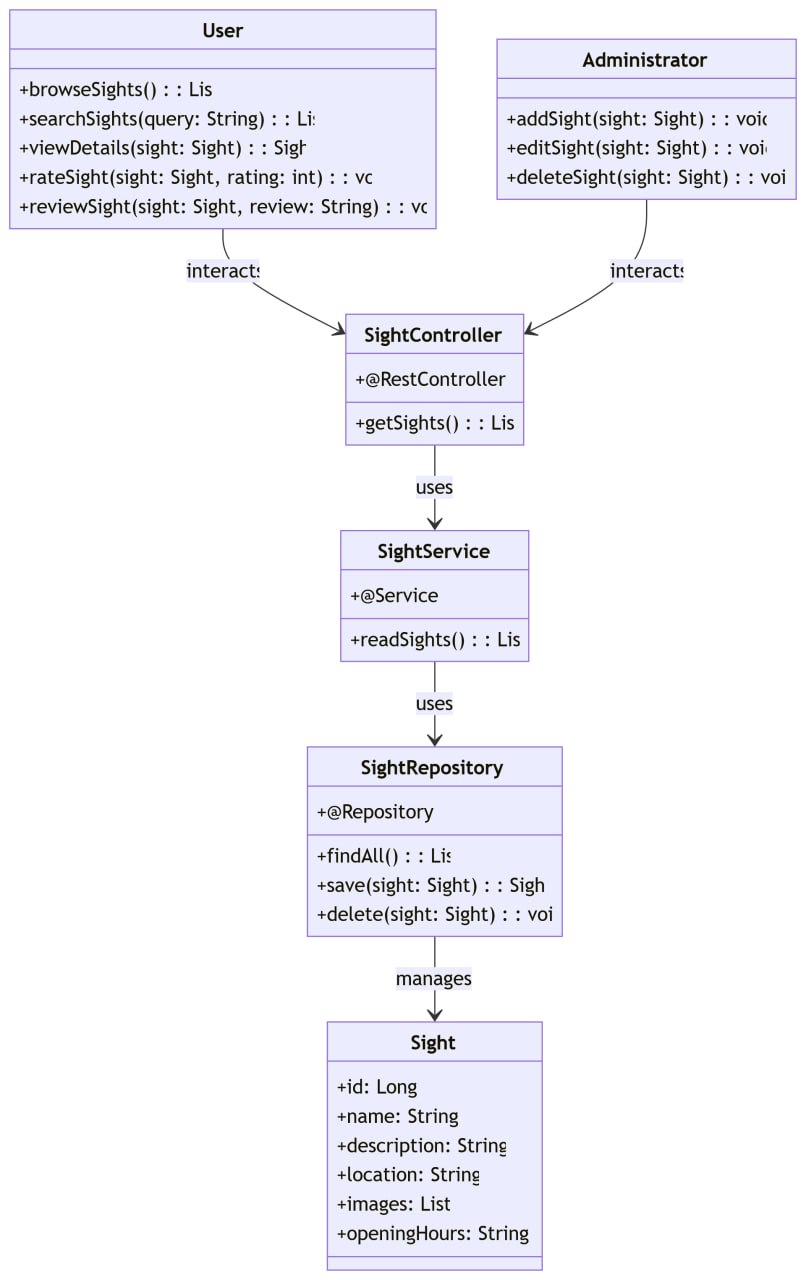 User
+browseSights() : : Lis
+searchSights(query: String) : : Lis
+viewDetails(sight: Sight) : : Sigh
+rateSight(sight: Sight, rating: int) : : vo
+reviewSight(sight: Sight, review: String) : : vo
Administrator
+addSight(sight: Sight) : : voic
+editSight(sight: Sight) : : voi
+deleteSight(sight: Sight) : : voi
interacts
interacts
SightController
+@RestController
+getSights() : : Lis
uses
SightService
+@Service
+readSights() : : Lis
uses
SightRepository
+@Repository
+findAll() : : Lis
+save(sight: Sight) : : Sigh
+delete(sight: Sight) : : voi
manages
Sight
+id: Long
+name: String
+description: String
+location: String
+images: List
+openingHours: String